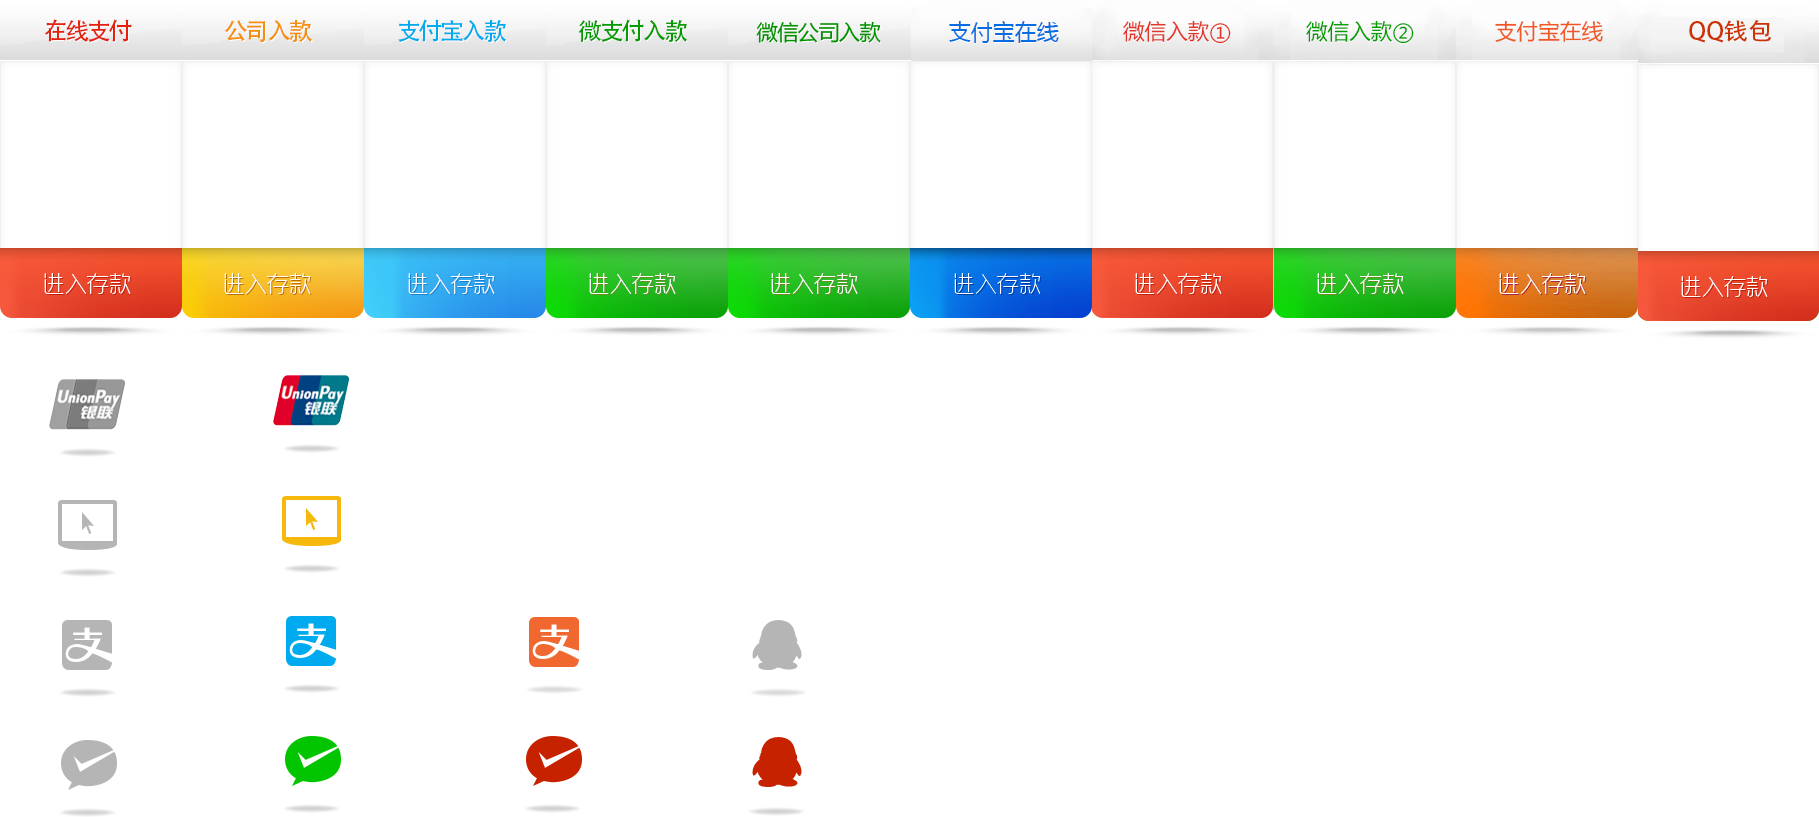 在线支付 公司入款 支付宝入款 微支付入款 微信公司入款 支付宝在线 微信入款① 微信入款② 支付宝在线 QQ钱包
进入存款 进入存款 进入存款 进入存款 进入存款 进入存款 进入存款 进入存款 进入存款 进入存款
UnionPay UnionPay
银联 银联
支 支 支